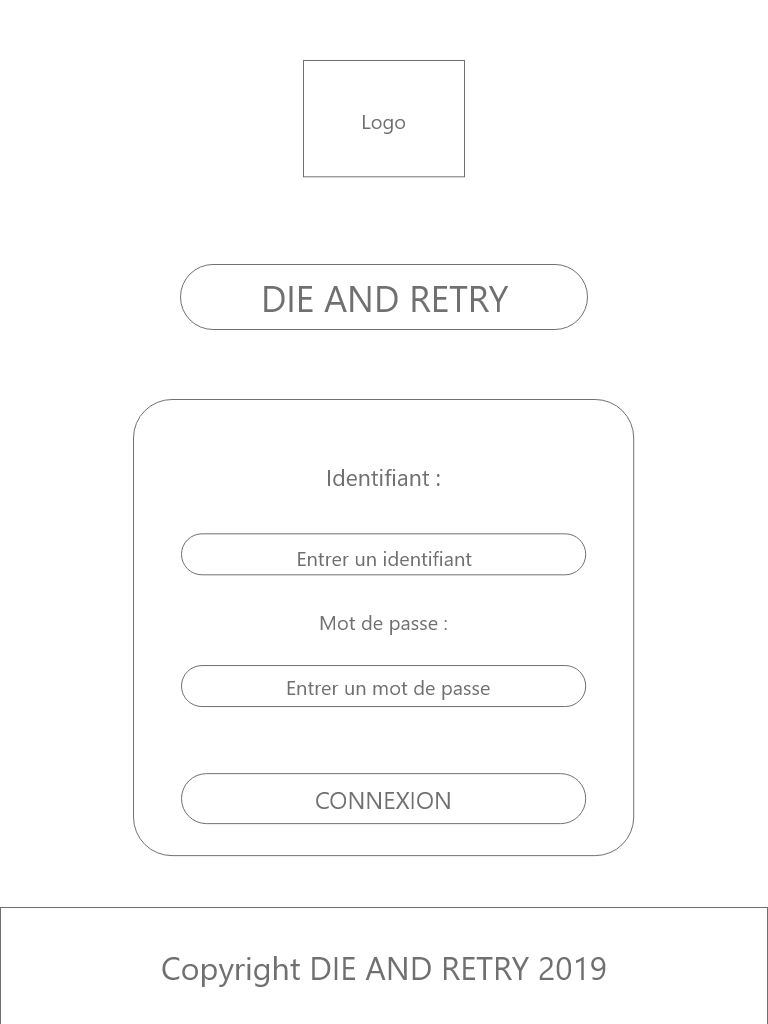 Logo
DIE AND RETRY
Identifiant :
Entrer un identifiant
Mot de passe :
Entrer un mot de passe
CONNEXION
Copyright DIE AND RETRY 2019